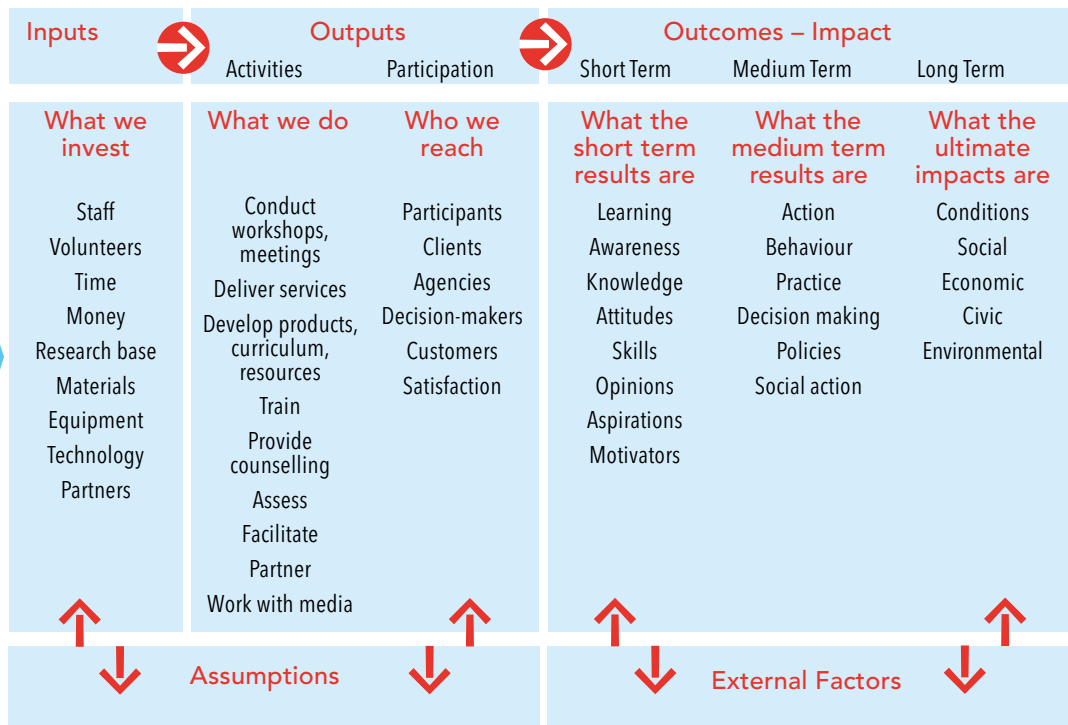 Inputs
Outputs
Outcomes – Impact
Activities
Participation
Short Term
Medium Term
Long Term
What we
invest
Staff
Volunteers
Time
Money
Research base
Materials
Equipment
Technology
Partners
What we do
Conduct
workshops,
meetings
Deliver services
Develop products,
curriculum,
resources
Train
Provide
counselling
Assess
Facilitate
Partner
Work with media
Who we
reach
Participants
Clients
Agencies
Decision-makers
Customers
Satisfaction
What the
short term
results are
Learning
Awareness
Knowledge
Attitudes
Skills
Opinions
Aspirations
Motivators
What the
medium term
results are
Action
Behaviour
Practice
Decision making
Policies
Social action
What the
ultimate
impacts are
Conditions
Social
Economic
Civic
Environmental
Assumptions
External Factors